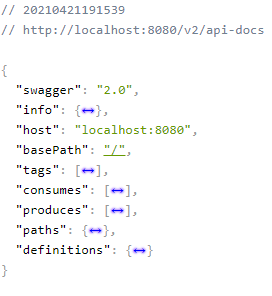 // 20210421191539
// http://localhost:8080/v2/api-docs
{
"swagger": "2.0",
"info": {↔},
"host": "localhost:8080",
"basePath": "/",
"tags": [↔],
"consumes": [↔],
"produces": [↔],
"paths": {↔},
"definitions": {↔}
}